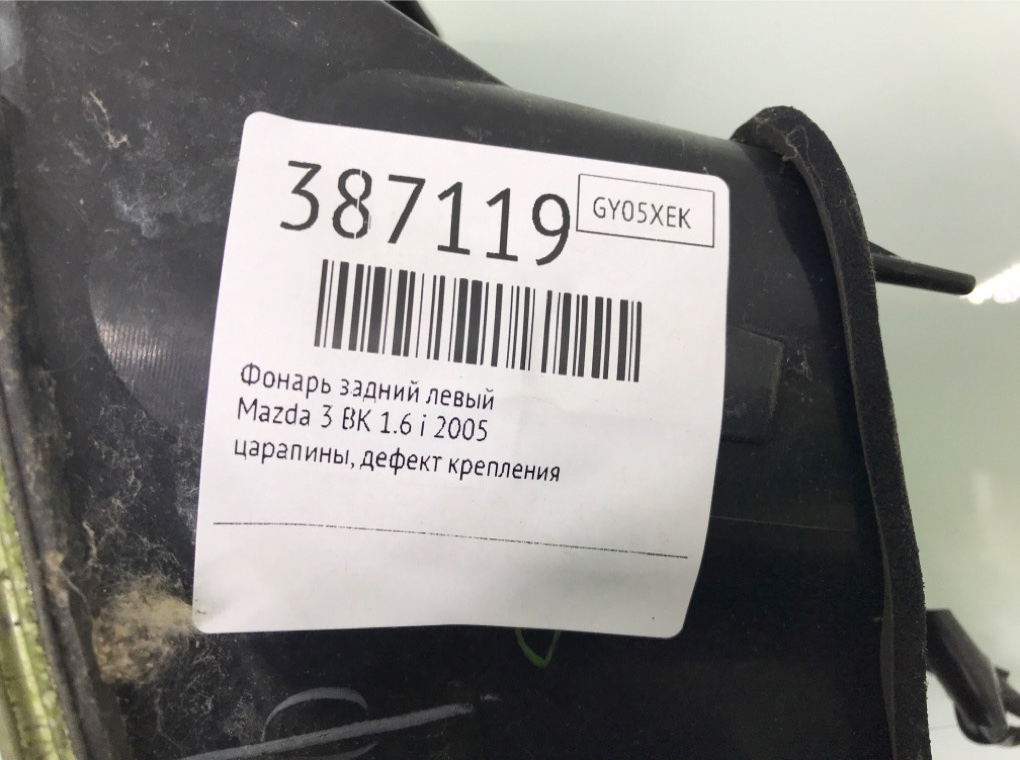 387119
GY05XEK
Фонарь задний левый
Mazda 3 BK 1.6 i 2005
царапины, дефект крепления